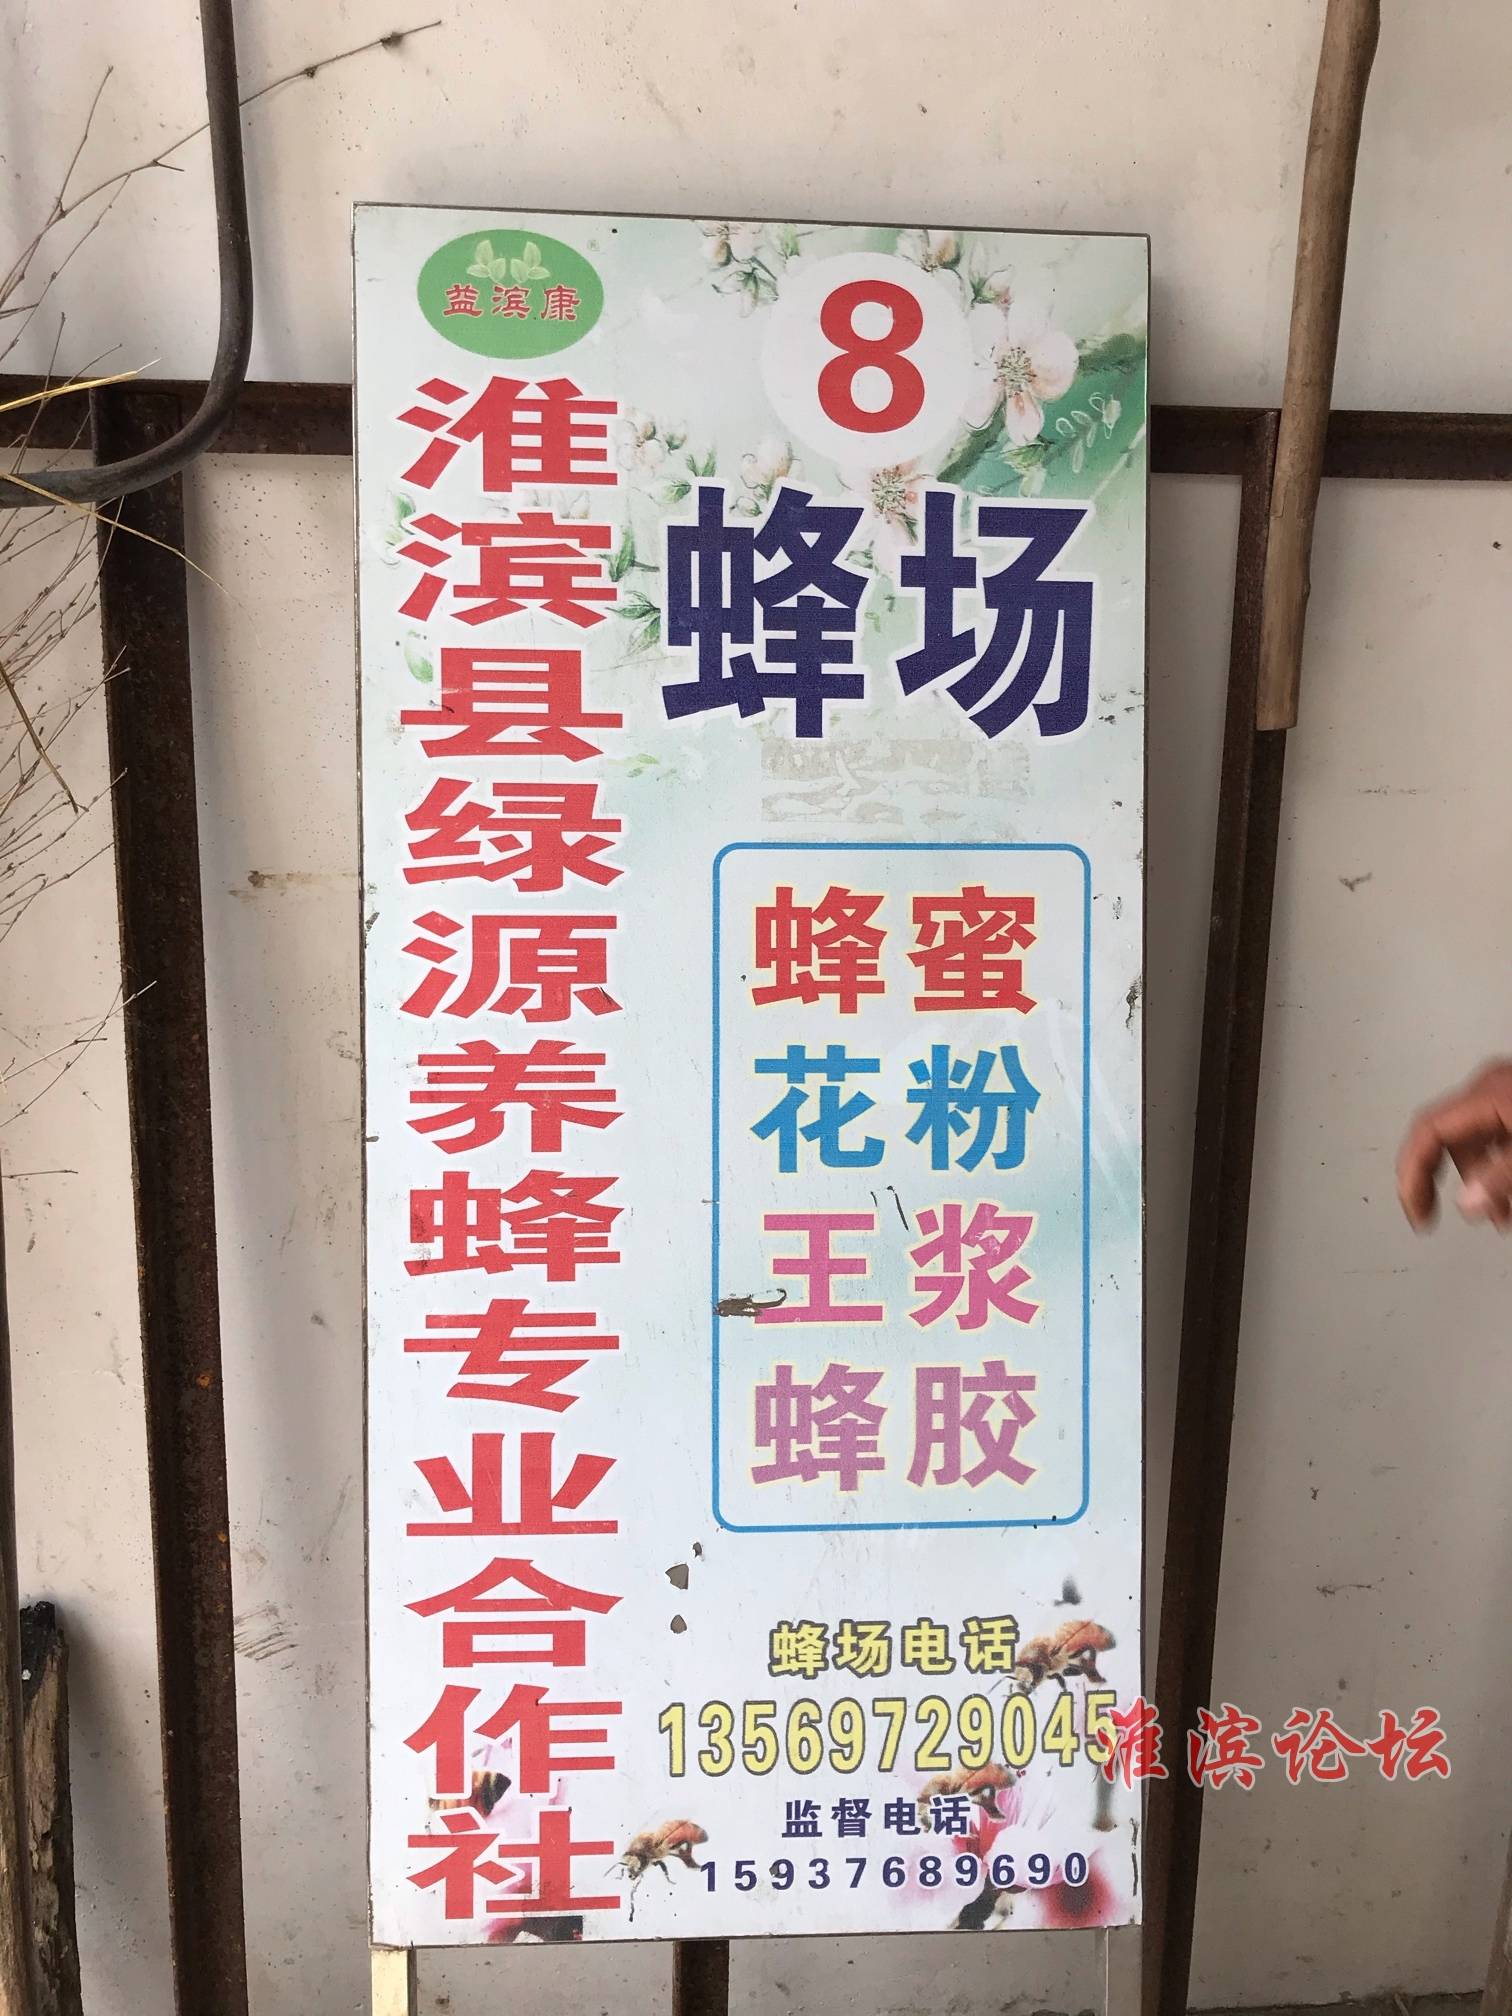 益滨康
淮滨县绿源养蜂专业合作社
8
蜂场
蜂蜜
花粉
王浆
蜂胶
蜂场电话
13569729045
监督电话
15937689690
淮滨论坛